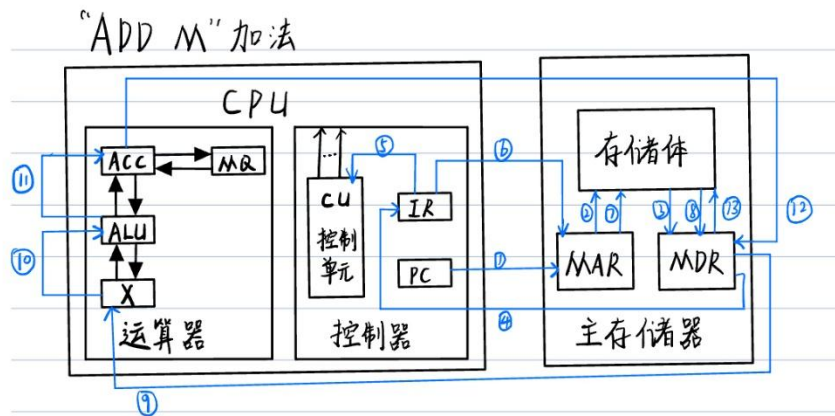 "ADD M"加法
CPU
ACC
MQ
ALU
X
运算器
CU
控制
单元
IR
PC
控制器
存储体
MAR
MDR
主存储器
①
②
③
④
⑤
⑥
⑦
⑧
⑨
⑩
⑪
⑫
⑬
...